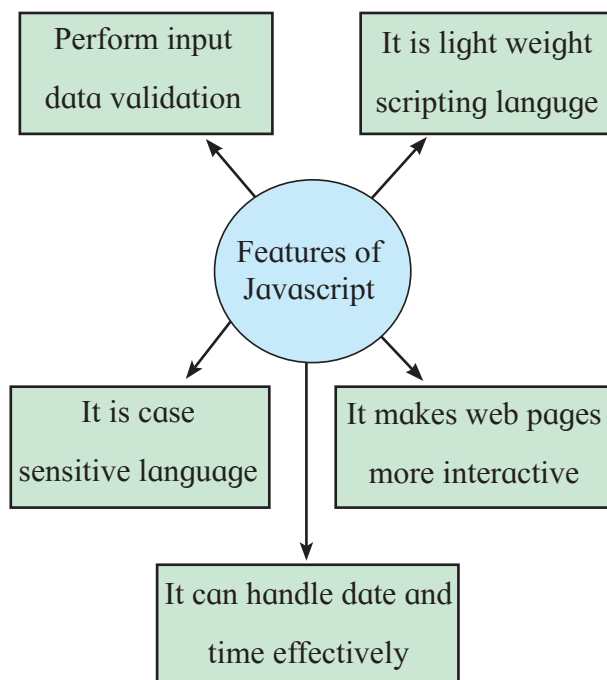 Perform input
data validation
It is light weight
scripting languge
Features of
Javascript
It is case
sensitive language
It makes web pages
more interactive
It can handle date and
time effectively